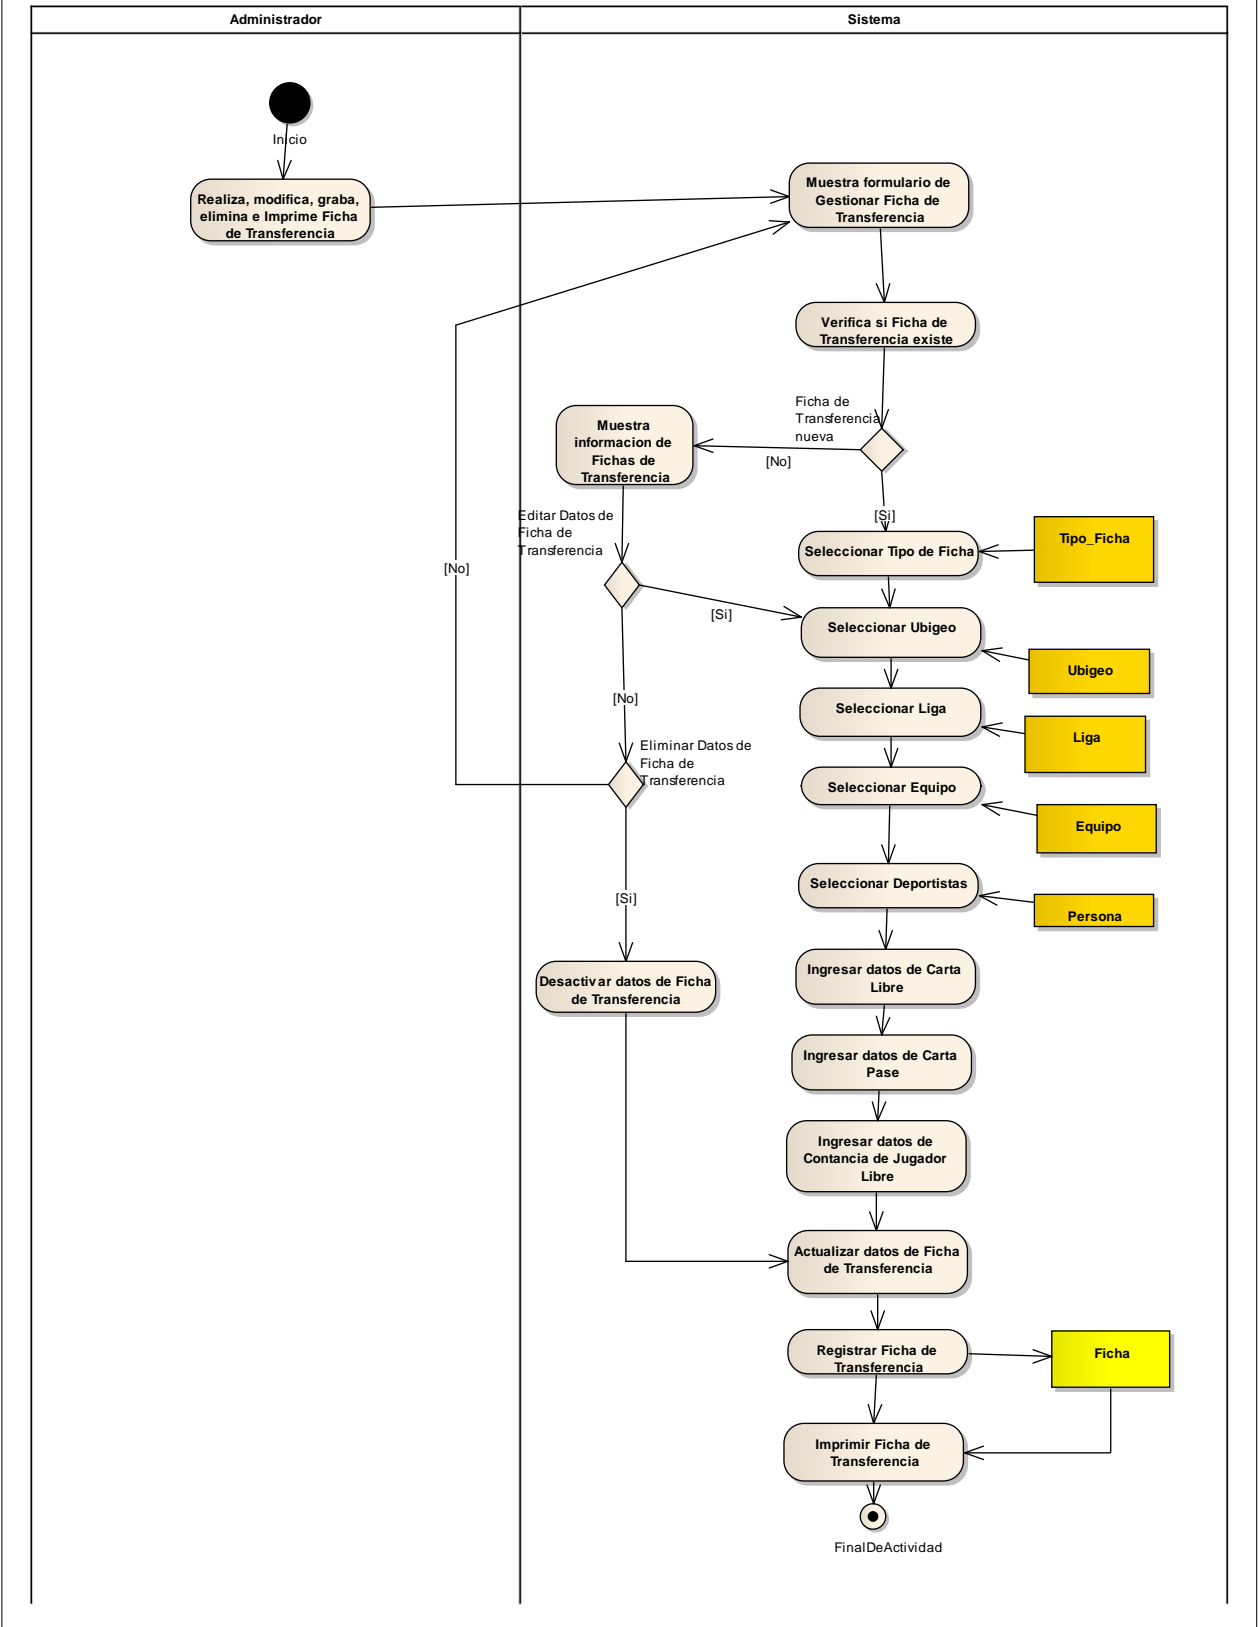 Administrador
Sistema
Inicio
Realiza, modifica, graba,
elimina e Imprime Ficha
de Transferencia
Muestra formulario de
Gestionar Ficha de
Transferencia
Verifica si Ficha de
Transferencia existe
Ficha de
Transferencia
nueva
[No]
[Si]
Muestra
informacion de
Fichas de
Transferencia
Editar Datos de
Ficha de
Transferencia
[No]
[Si]
[No]
Seleccionar Tipo de Ficha
Tipo_Ficha
Seleccionar Ubigeo
Ubigeo
Seleccionar Liga
Liga
Eliminar Datos de
Ficha de
Transferencia
Seleccionar Equipo
Equipo
Seleccionar Deportistas
Persona
[Si]
Desactivar datos de Ficha
de Transferencia
Ingresar datos de Carta
Libre
Ingresar datos de Carta
Pase
Ingresar datos de
Contancia de Jugador
Libre
Actualizar datos de Ficha
de Transferencia
Registrar Ficha de
Transferencia
Ficha
Imprimir Ficha de
Transferencia
FinalDeActividad